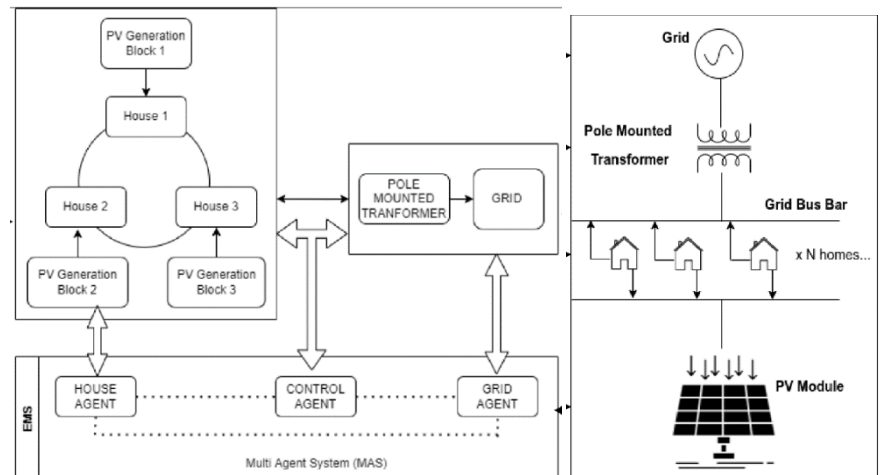 PV Generation
Block 1
House 1
House 2
House 3
PV Generation
Block 2
PV Generation
Block 3
POLE
MOUNTED
TRANFORMER
GRID
EMS
HOUSE
AGENT
CONTROL
AGENT
GRID
AGENT
Multi Agent System (MAS)
Grid
Pole Mounted
Transformer
Grid Bus Bar
x N homes...
PV Module